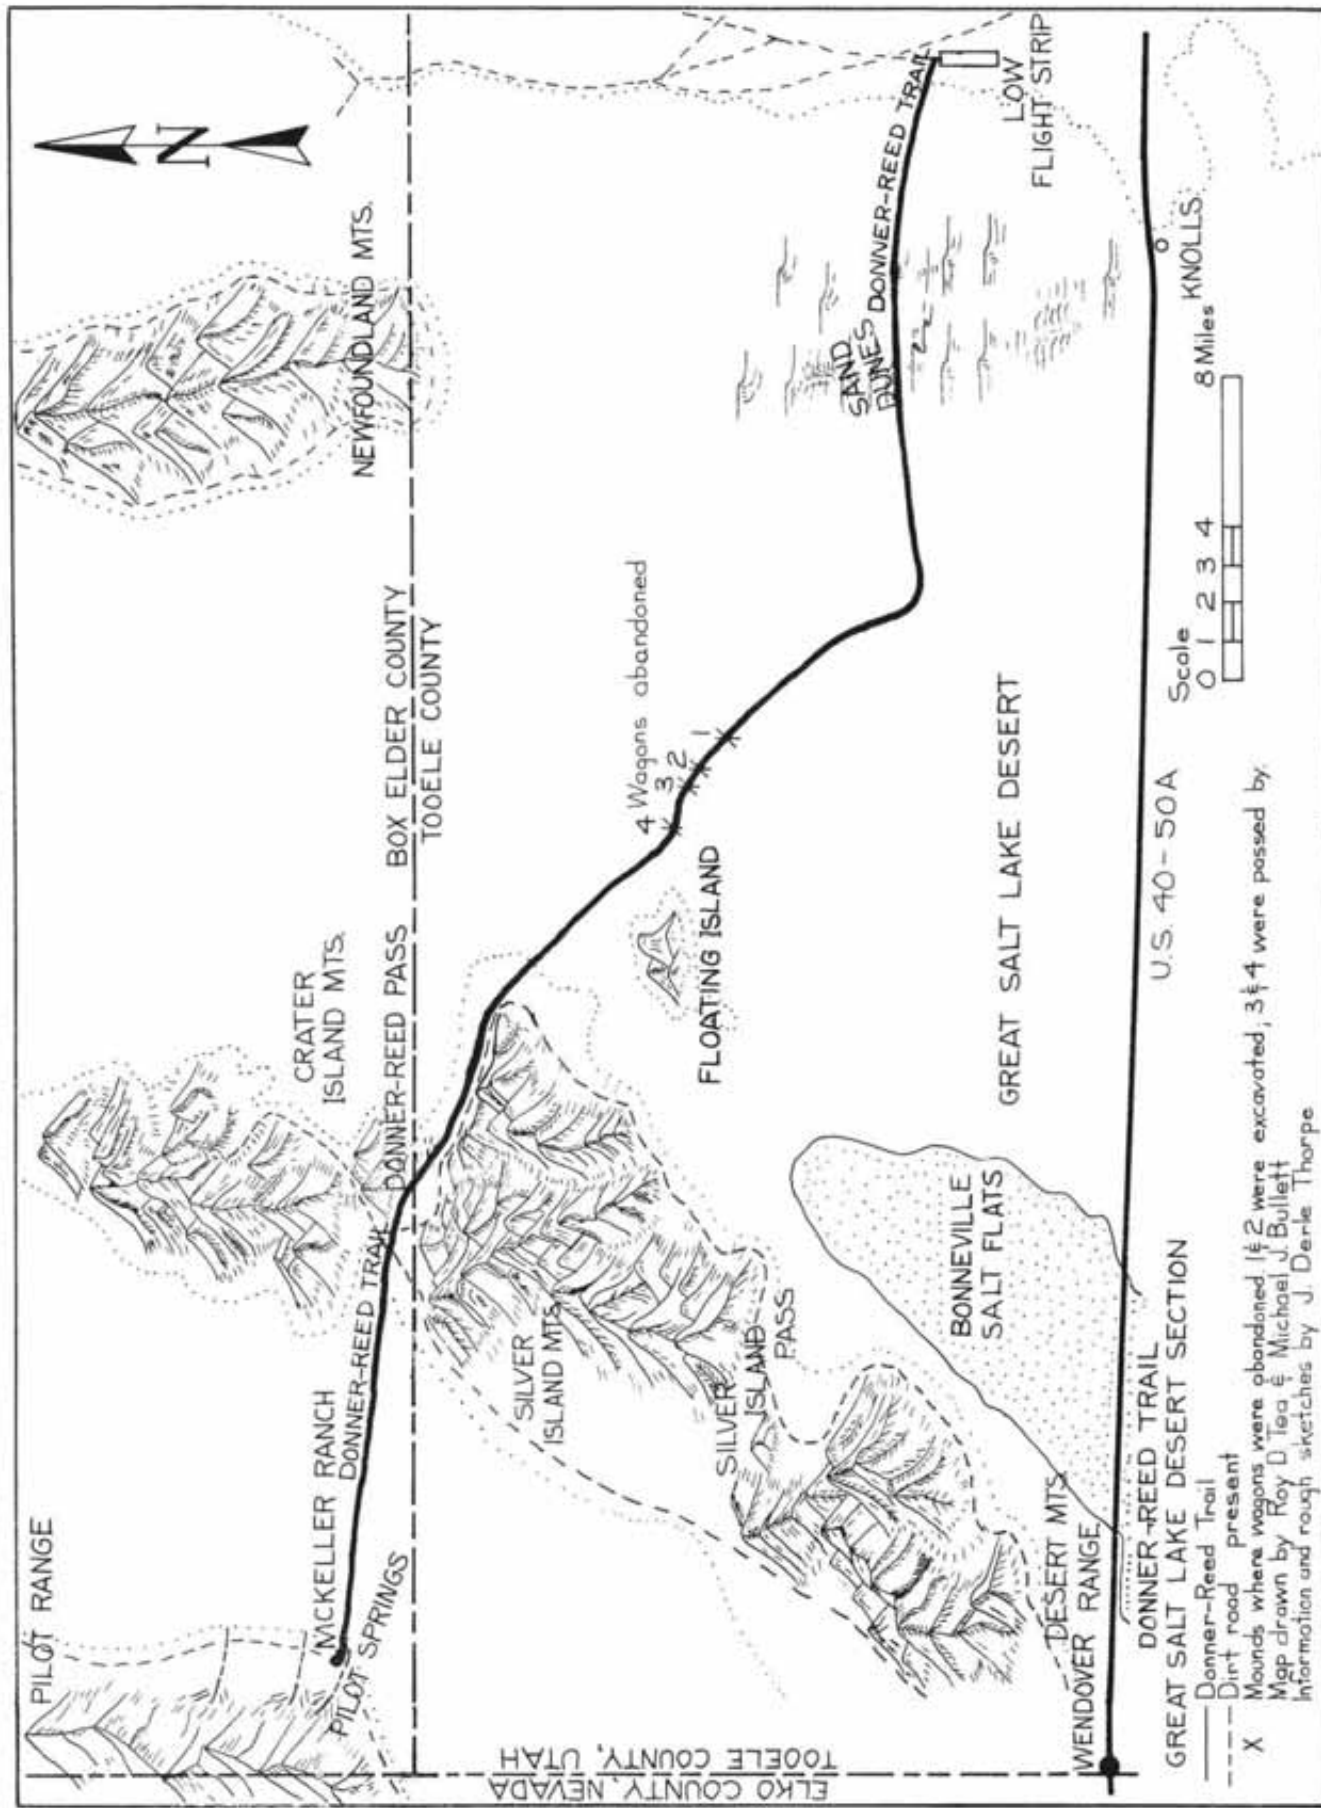 PILOT RANGE
MCKELLER RANCH
PILOT SPRINGS
DONNER-REED TRAIL
CRATER
ISLAND MTS.
DONNER-REED PASS
NEWFOUNDLAND MTS.
N
BOX ELDER COUNTY
TOOELE COUNTY
SILVER
ISLAND MTS.
FLOATING ISLAND
4 Wagons abandoned
3
2
1
SAND
DUNES
DONNER-REED TRAIL
LOW
FLIGHT STRIP
SILVER
ISLAND
PASS
ELKO COUNTY, NEVADA
TOOELE COUNTY, UTAH
BONNEVILLE
SALT FLATS
GREAT SALT LAKE DESERT
DESERT MTS.
WENDOVER RANGE
U.S. 40-50A
KNOLLS
Scale
0 1 2 3 4 8 Miles
DONNER-REED TRAIL
GREAT SALT LAKE DESERT SECTION
Donner-Reed Trail
Dirt road present
X Mounds where wagons were abandoned 1 & 2 were excavated; 3 & 4 were passed by.
Map drawn by Roy D Tea & Michael J. Bullett
Information and rough sketches by J. Derle Thorpe